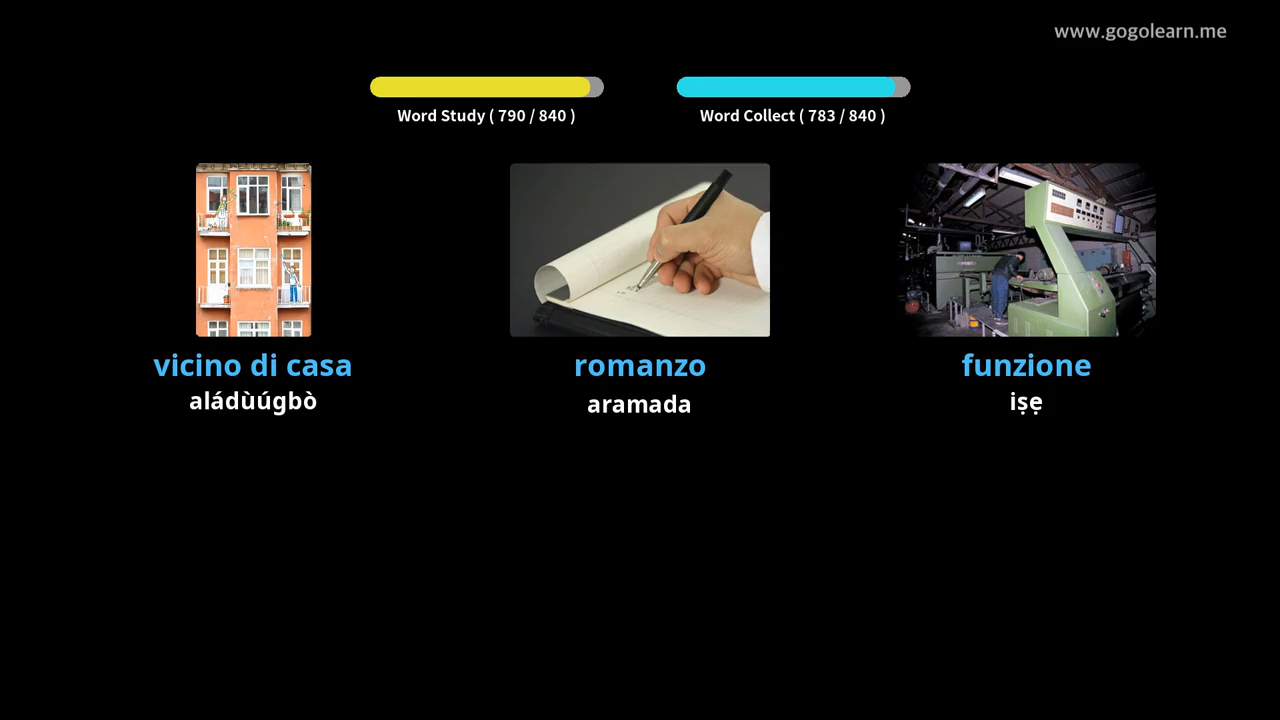 www.gogolearn.me
Word Study ( 790 / 840 )
Word Collect ( 783 / 840 )
vicino di casa
aládùúgbò
romanzo
aramada
funzione
iṣẹ